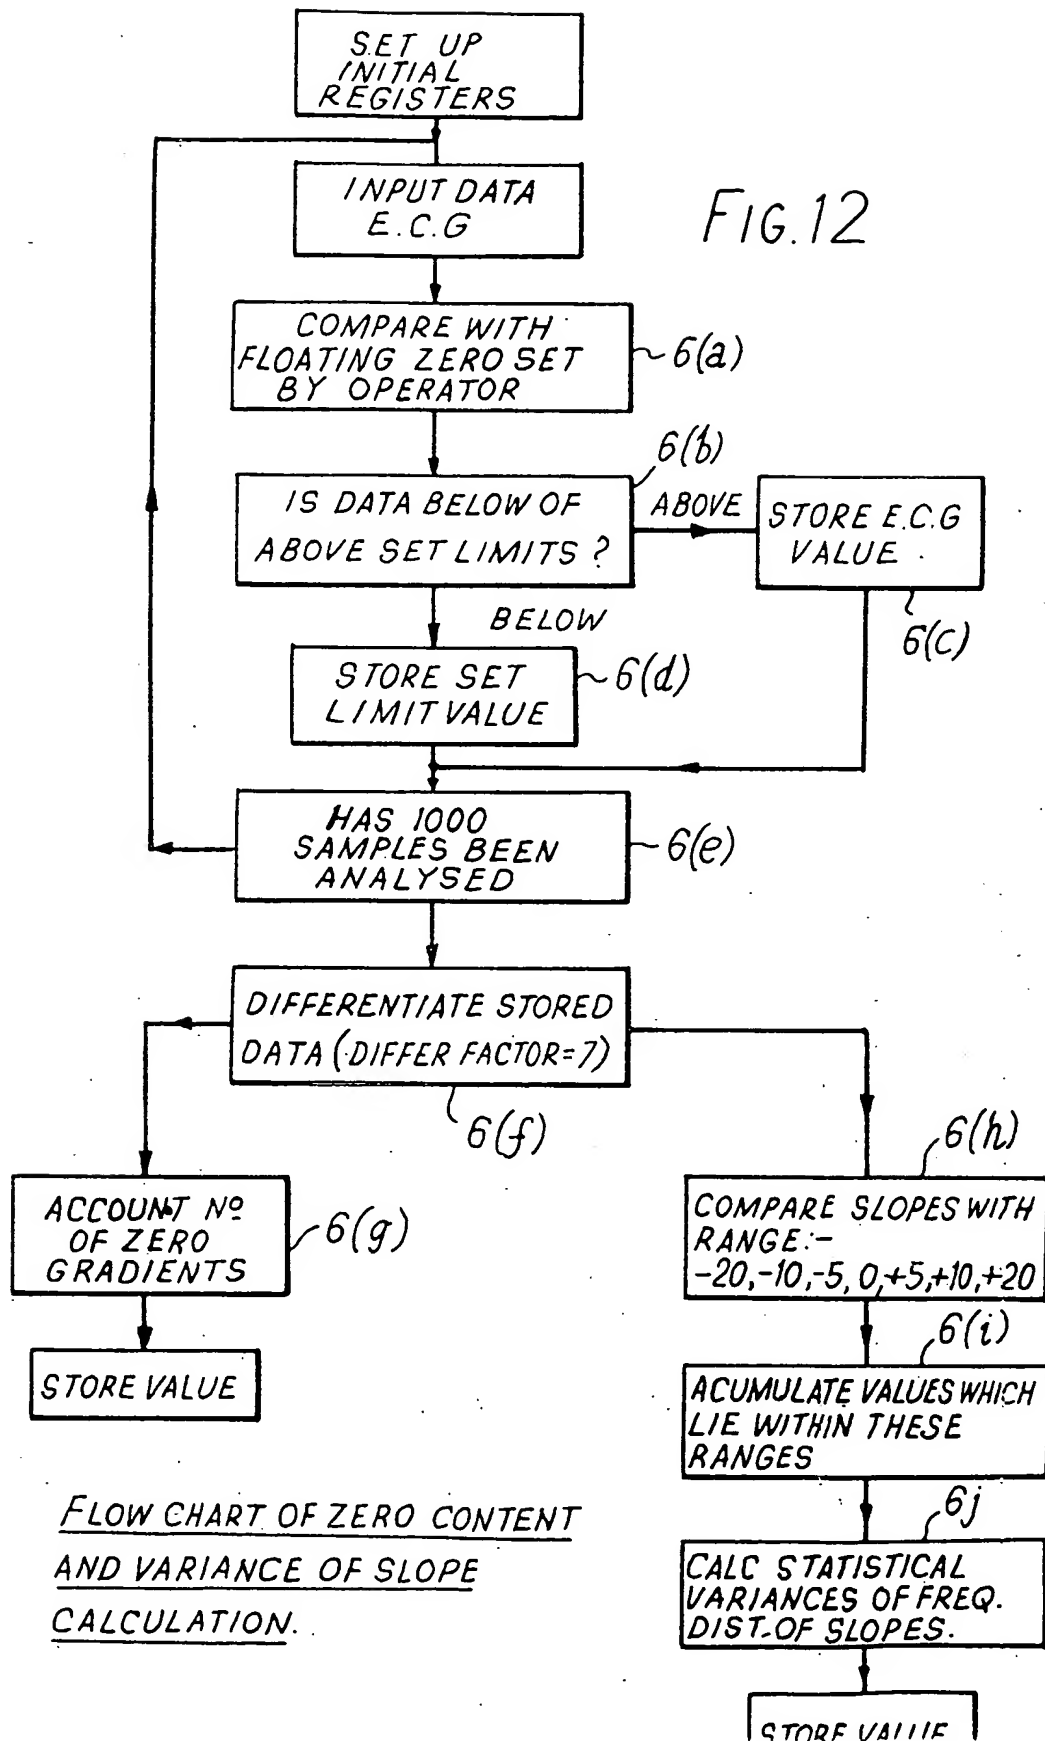 SET UP
INITIAL
REGISTERS
INPUT DATA
E.C.G
FIG.12
COMPARE WITH
FLOATING ZERO SET
BY OPERATOR
6(a)
6(b)
IS DATA BELOW OF
ABOVE SET LIMITS ?
ABOVE
STORE E.C.G
VALUE
6(c)
BELOW
STORE SET
LIMIT VALUE
6(d)
HAS 1000
SAMPLES BEEN
ANALYSED
6(e)
DIFFERENTIATE STORED
DATA (DIFFER FACTOR=7)
6(f)
ACCOUNT Nº
OF ZERO
GRADIENTS
6(g)
STORE VALUE
6(h)
COMPARE SLOPES WITH
RANGE:-
-20,-10,-5,0,+5,+10,+20
6(i)
ACUMULATE VALUES WHICH
LIE WITHIN THESE
RANGES
6j
CALC STATISTICAL
VARIANCES OF FREQ.
DIST. OF SLOPES.
STORE VALUE
FLOW CHART OF ZERO CONTENT
AND VARIANCE OF SLOPE
CALCULATION.